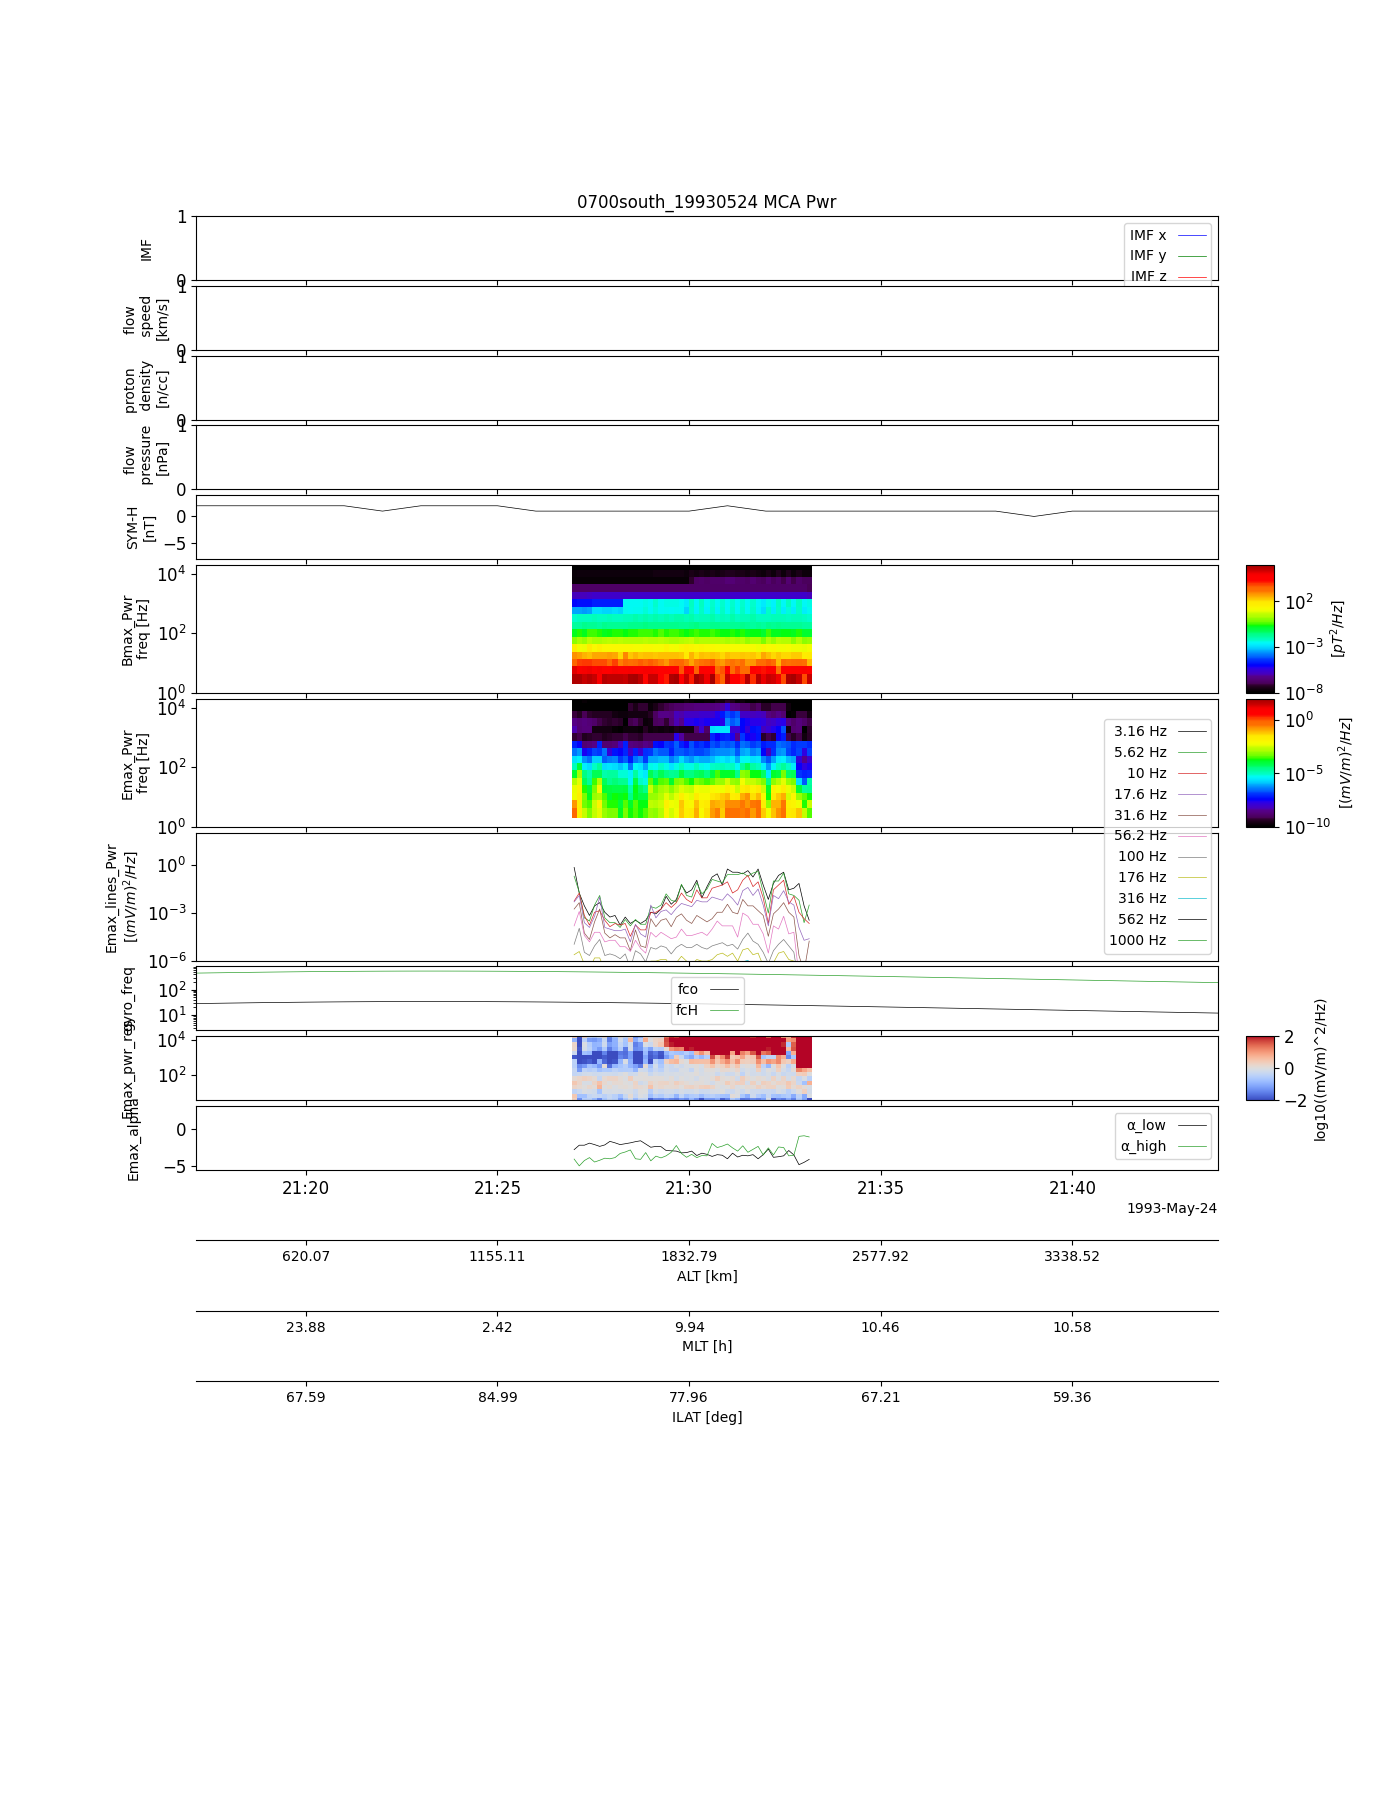 0700south_19930524 MCA Pwr
1
IMF
0
IMF x
IMF y
IMF z
1
flow
speed
[km/s]
0
1
proton
density
[n/cc]
0
1
flow
pressure
[nPa]
0
SYM-H
[nT]
0
−5
Bmax_Pwr
freq [Hz]
10^4
10^2
10^0
10^2
10^−3
10^−8
[pT^2/Hz]
Emax_Pwr
freq [Hz]
10^4
10^2
10^0
10^0
10^−5
10^−10
[(mV/m)^2/Hz]
3.16 Hz
5.62 Hz
10 Hz
17.6 Hz
31.6 Hz
56.2 Hz
100 Hz
176 Hz
316 Hz
562 Hz
1000 Hz
Emax_lines_Pwr
[(mV/m)^2/Hz]
10^0
10^−3
10^−6
gyro_freq
10^2
10^1
fco
fcH
Emax_pwr_reg
10^4
10^2
2
0
−2
log10((mV/m)^2/Hz)
Emax_alpha
0
−5
α_low
α_high
21:20 21:25 21:30 21:35 21:40
1993-May-24
620.07 1155.11 1832.79 2577.92 3338.52
ALT [km]
23.88 2.42 9.94 10.46 10.58
MLT [h]
67.59 84.99 77.96 67.21 59.36
ILAT [deg]